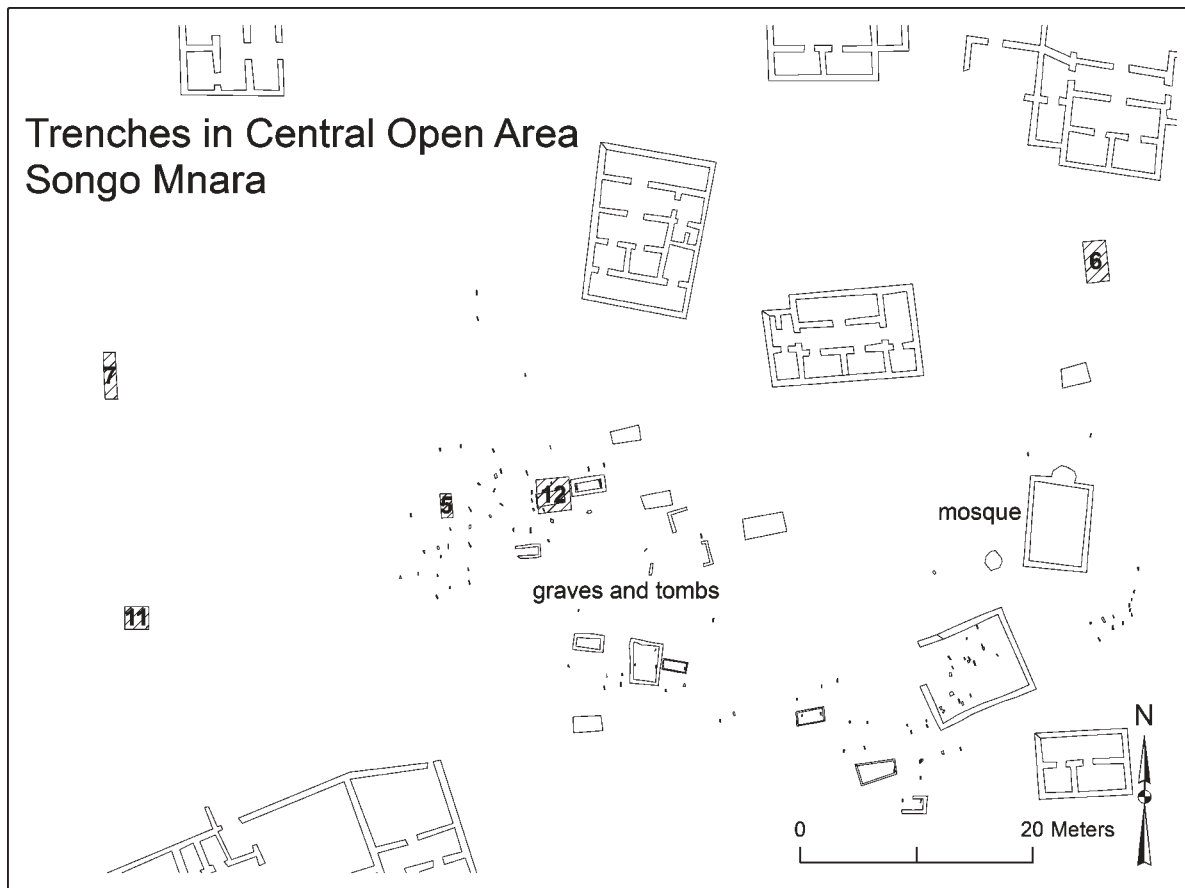 Trenches in Central Open Area
Songo Mnara
6
7
12
5
mosque
graves and tombs
11
N
0 20 Meters